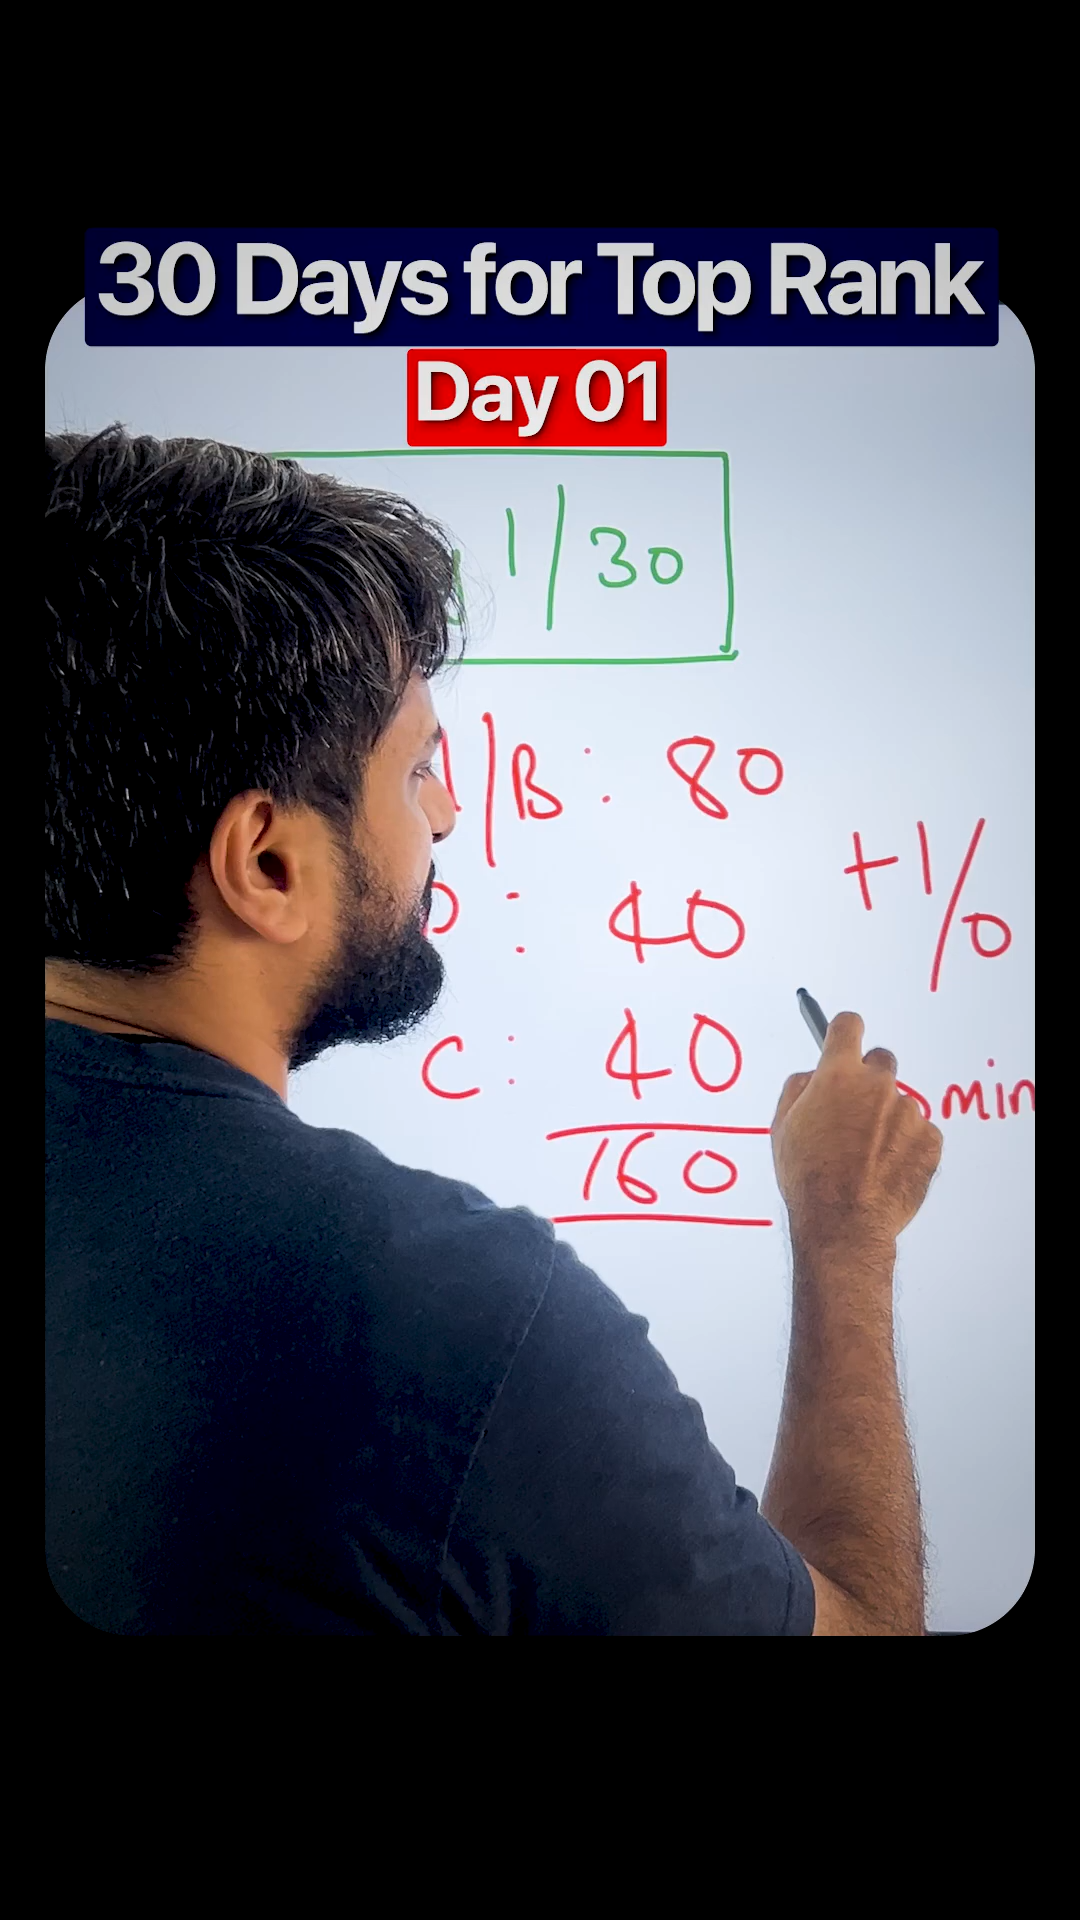 30 Days for Top Rank
Day 01
1/30
/B: 80
+1/0
: 40
C: 40
min
160